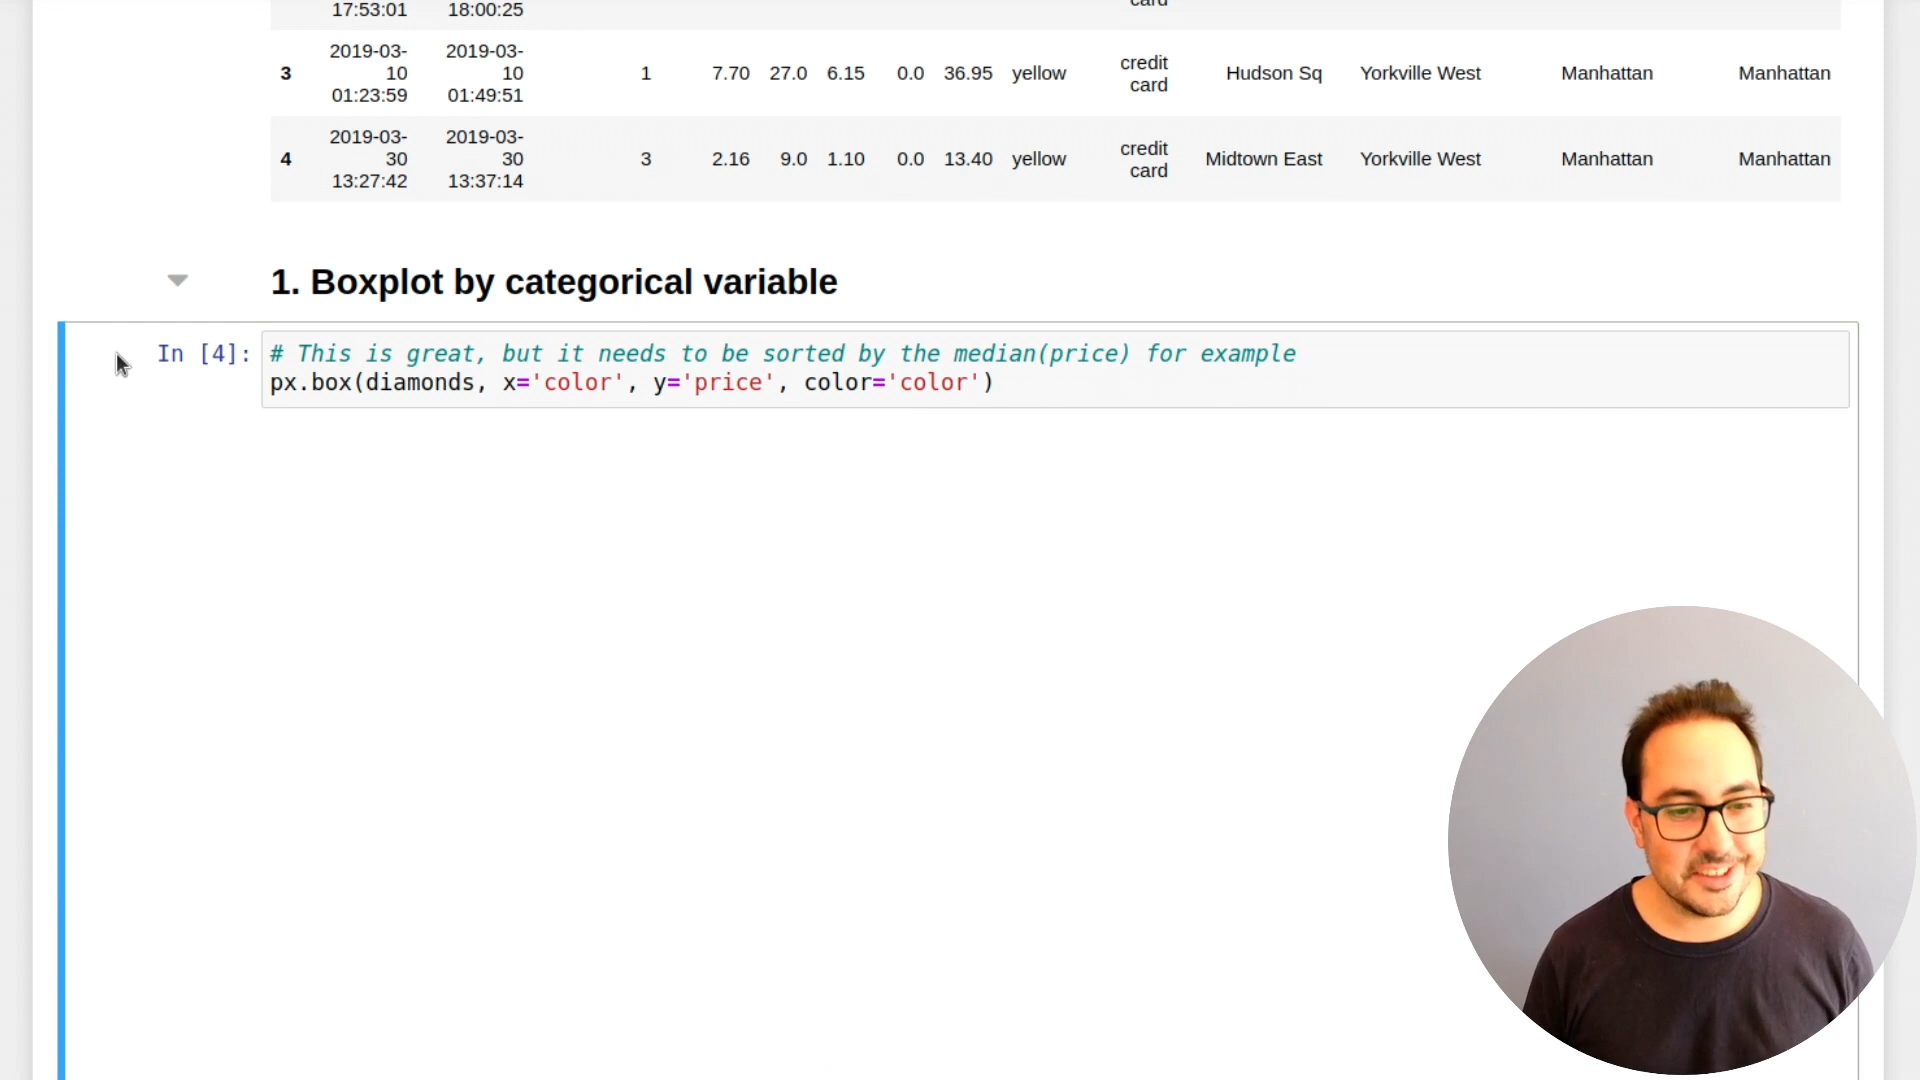 17:53:01 18:00:25 card
3 2019-03-10 01:23:59 2019-03-10 01:49:51 1 7.70 27.0 6.15 0.0 36.95 yellow credit card Hudson Sq Yorkville West Manhattan Manhattan
4 2019-03-30 13:27:42 2019-03-30 13:37:14 3 2.16 9.0 1.10 0.0 13.40 yellow credit card Midtown East Yorkville West Manhattan Manhattan
1. Boxplot by categorical variable
In [4]: # This is great, but it needs to be sorted by the median(price) for example
px.box(diamonds, x='color', y='price', color='color')